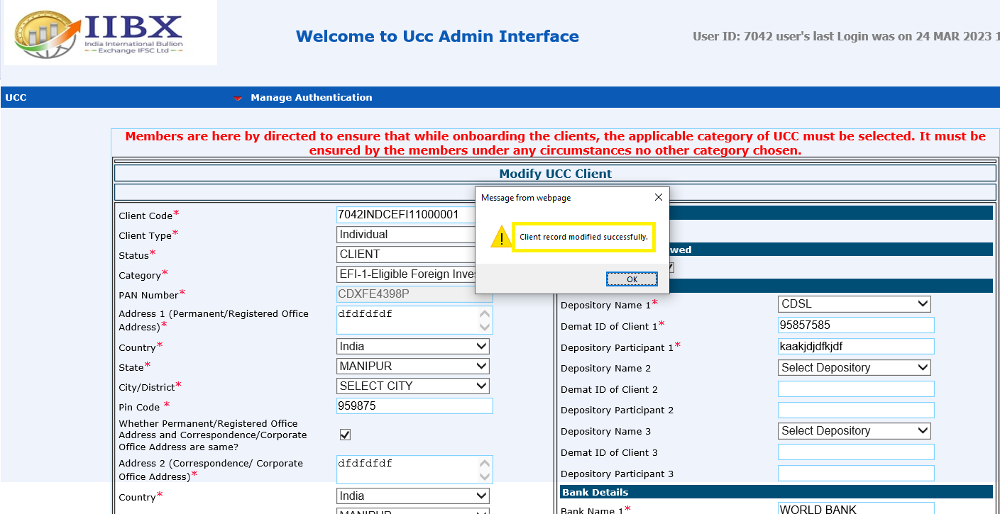 IIBX
India International Bullion
Exchange IFSC Ltd
Welcome to Ucc Admin Interface
User ID: 7042 user's last Login was on 24 MAR 2023 1
UCC
Manage Authentication
Members are here by directed to ensure that while onboarding the clients, the applicable category of UCC must be selected. It must be
ensured by the members under any circumstances no other category chosen.
Modify UCC Client
Message from webpage
Client record modified successfully.
OK
Client Code*
7042INDCEFI11000001
Client Type*
Individual
Status*
CLIENT
wed
Category*
EFI-1-Eligible Foreign Inves
PAN Number*
CDXFE4398P
Address 1 (Permanent/Registered Office
Address)*
dfdfdfdf
Country*
India
State*
MANIPUR
City/District*
SELECT CITY
Pin Code *
959875
Whether Permanent/Registered Office
Address and Correspondence/Corporate
Office Address are same?
Address 2 (Correspondence/ Corporate
Office Address)*
dfdfdfdf
Country*
India
MANIPUR
Depository Name 1*
CDSL
Demat ID of Client 1*
95857585
Depository Participant 1*
kaakjdjdfkjdf
Depository Name 2
Select Depository
Demat ID of Client 2
Depository Participant 2
Depository Name 3
Select Depository
Demat ID of Client 3
Depository Participant 3
Bank Details
Bank Name 1*
WORLD BANK